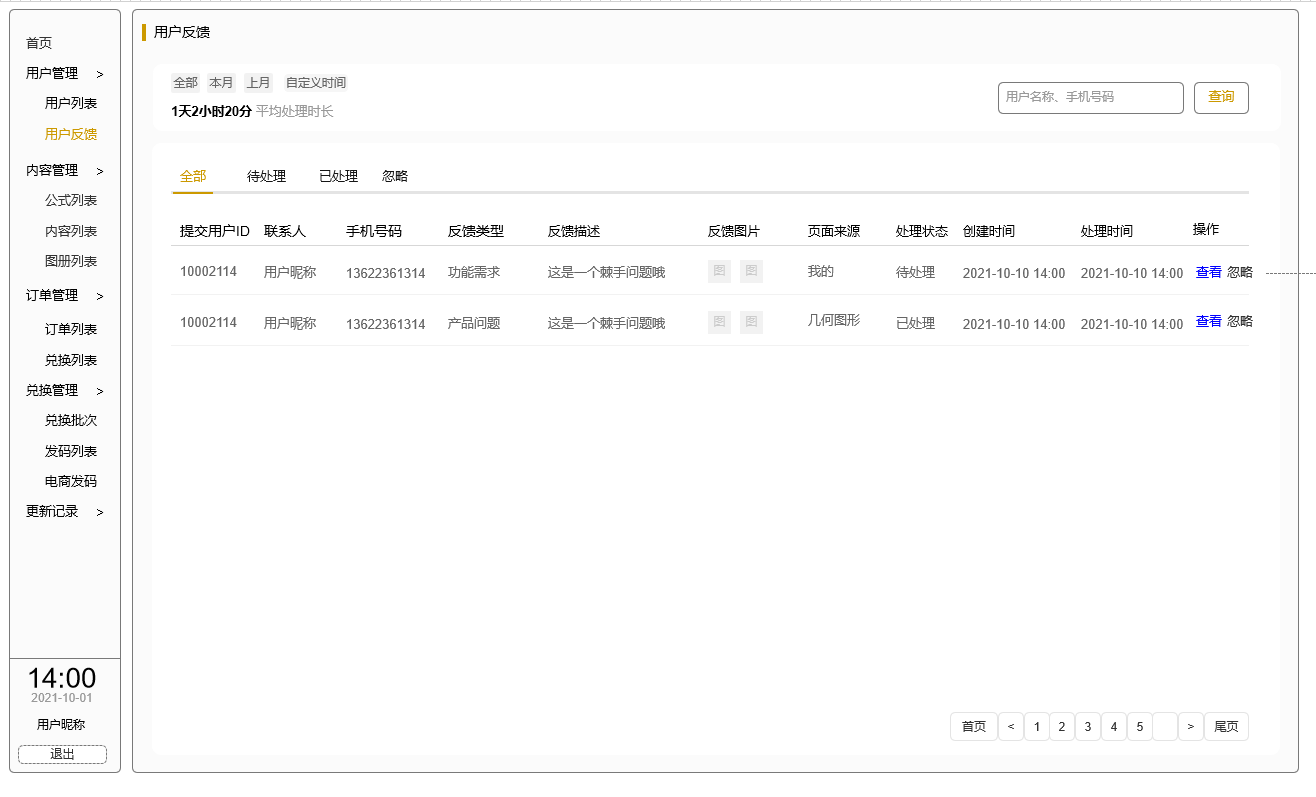 首页
用户管理 >
用户列表
用户反馈
内容管理 >
公式列表
内容列表
图册列表
订单管理 >
订单列表
兑换列表
兑换管理 >
兑换批次
发码列表
电商发码
更新记录 >
14:00
2021-10-01
用户昵称
退出
用户反馈
全部 本月 上月 自定义时间
1天2小时20分 平均处理时长
用户名称、手机号码 查询
全部 待处理 已处理 忽略
提交用户ID 联系人 手机号码 反馈类型 反馈描述 反馈图片 页面来源 处理状态 创建时间 处理时间 操作
10002114 用户昵称 13622361314 功能需求 这是一个棘手问题哦 图 图 我的 待处理 2021-10-10 14:00 2021-10-10 14:00 查看 忽略
10002114 用户昵称 13622361314 产品问题 这是一个棘手问题哦 图 图 几何图形 已处理 2021-10-10 14:00 2021-10-10 14:00 查看 忽略
首页 < 1 2 3 4 5 > 尾页